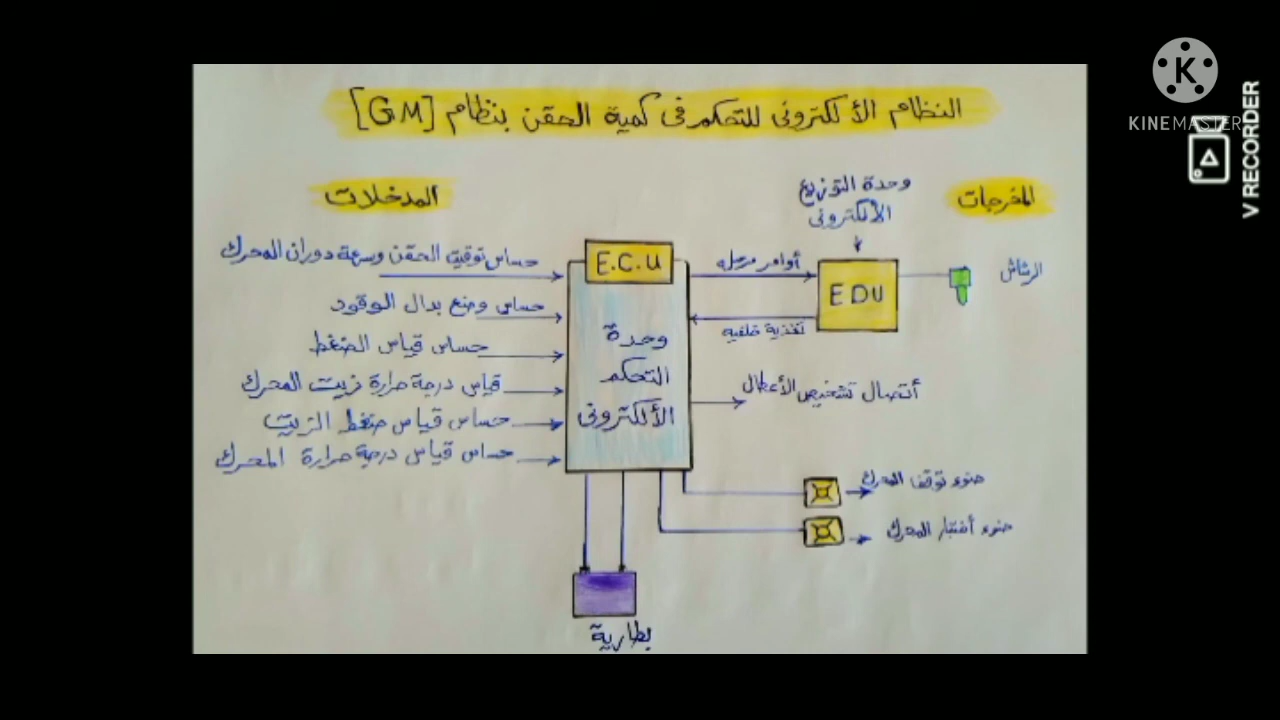 النظام الألكترونى للتحكم فى كمية الحقن بنظام [GM]
المدخلات
المخرجات
وحدة التوزيع
الألكترونى
حساس توقيت الحقن وسرعة دوران المحرك
حساس وضع بدال الوقود
حساس قياس الضغط
قياس درجة حرارة زيت المحرك
حساس قياس ضغط الزيت
حساس قياس درجة حرارة المحرك
E.C.U
وحدة
التحكم
الألكترونى
أوامر مرحله
تغذية خلفيه
EDU
الرشاش
أتصال تشخيص الأعطال
ضوء توقف المحرك
ضوء أختبار المحرك
بطارية
K
KINEMASTER
V RECORDER